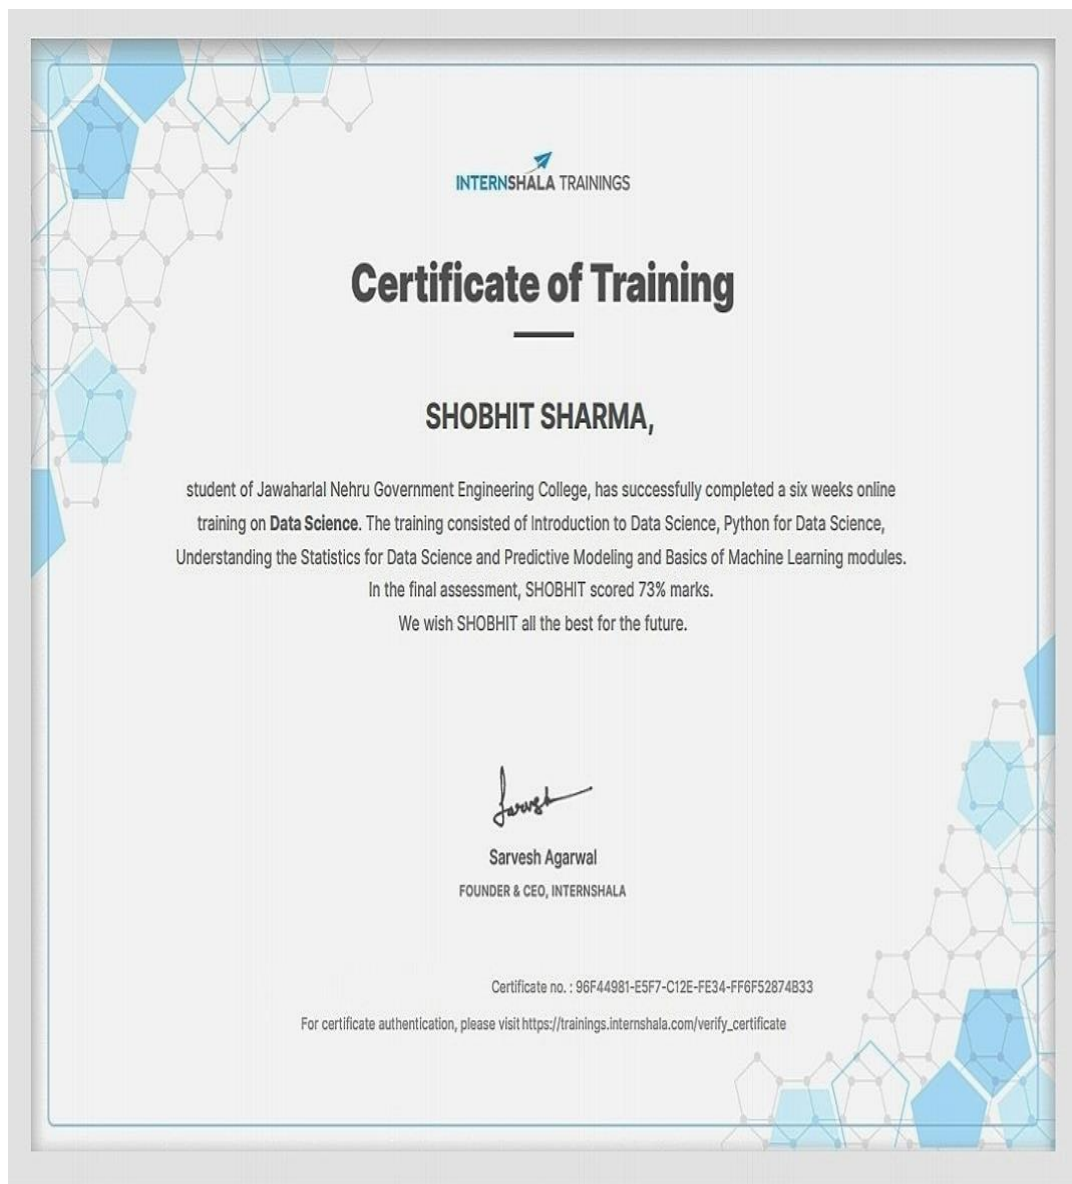 INTERNSHALA TRAININGS
Certificate of Training
SHOBHIT SHARMA,
student of Jawaharlal Nehru Government Engineering College, has successfully completed a six weeks online
training on Data Science. The training consisted of Introduction to Data Science, Python for Data Science,
Understanding the Statistics for Data Science and Predictive Modeling and Basics of Machine Learning modules.
In the final assessment, SHOBHIT scored 73% marks.
We wish SHOBHIT all the best for the future.
Sarvesh
Sarvesh Agarwal
FOUNDER & CEO, INTERNSHALA
Certificate no. : 96F44981-E5F7-C12E-FE34-FF6F52874B33
For certificate authentication, please visit https://trainings.internshala.com/verify_certificate